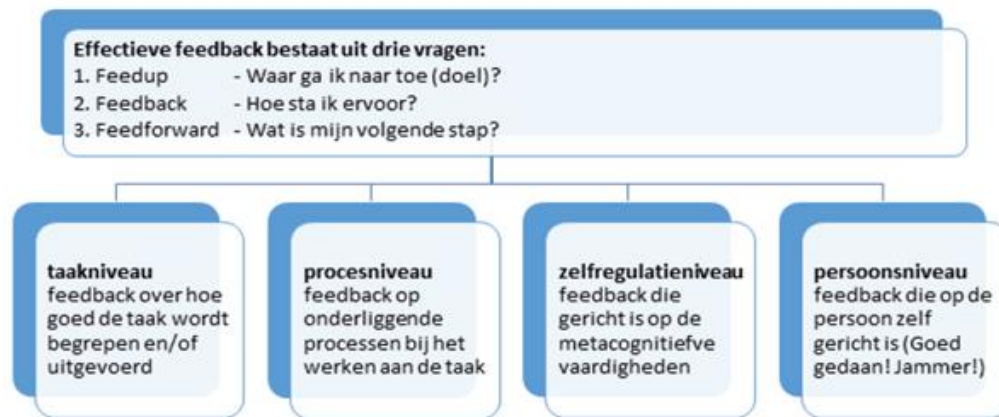 Effectieve feedback bestaat uit drie vragen:
1. Feedup - Waar ga ik naar toe (doel)?
2. Feedback - Hoe sta ik ervoor?
3. Feedforward - Wat is mijn volgende stap?
taakniveau
feedback over hoe
goed de taak wordt
begrepen en/of
uitgevoerd
procesniveau
feedback op
onderliggende
processen bij het
werken aan de taak
zelfregulatieniveau
feedback die
gericht is op de
metacognitiefve
vaardigheden
persoonsniveau
feedback die op de
persoon zelf
gericht is (Goed
gedaan! Jammer!)